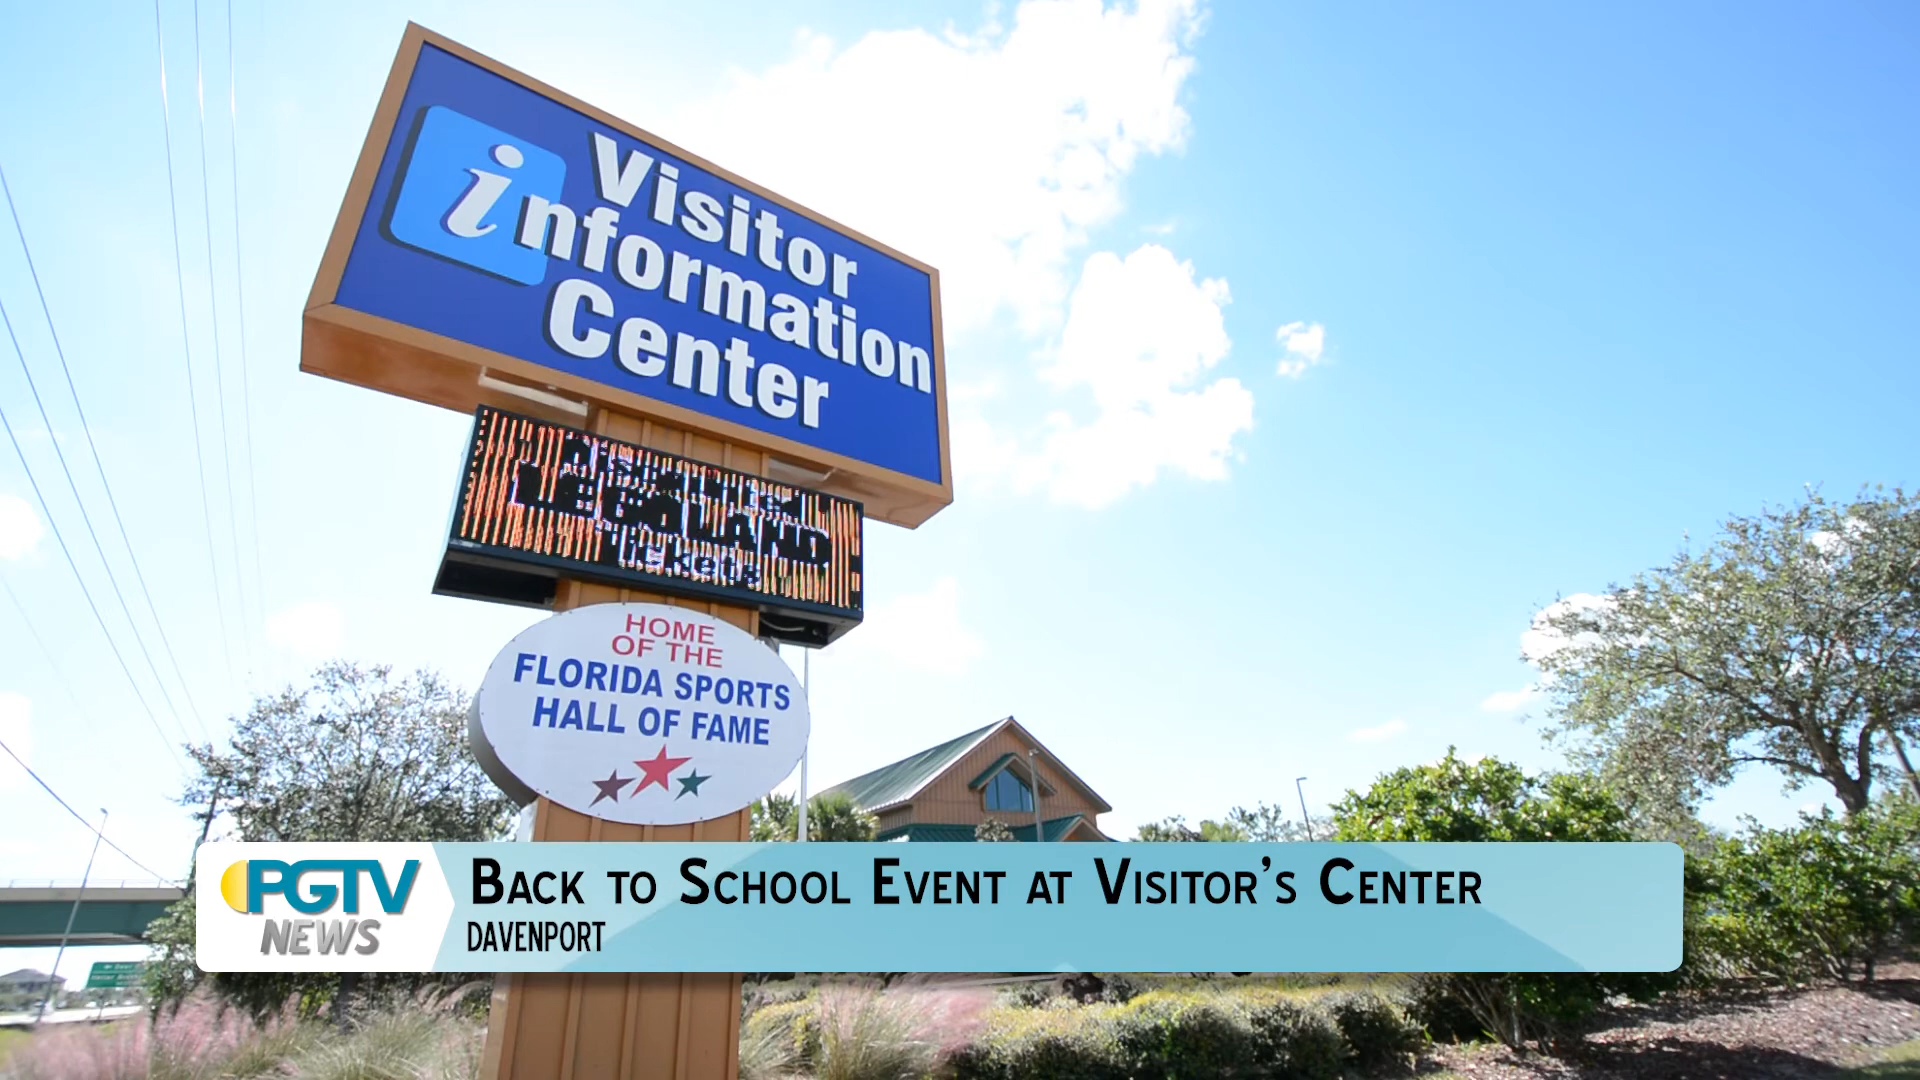 Visitor
information
Center
LEGOLAND
Tickets
HOME
OF THE
FLORIDA SPORTS
HALL OF FAME
PGTV
NEWS
Back to School Event at Visitor's Center
DAVENPORT